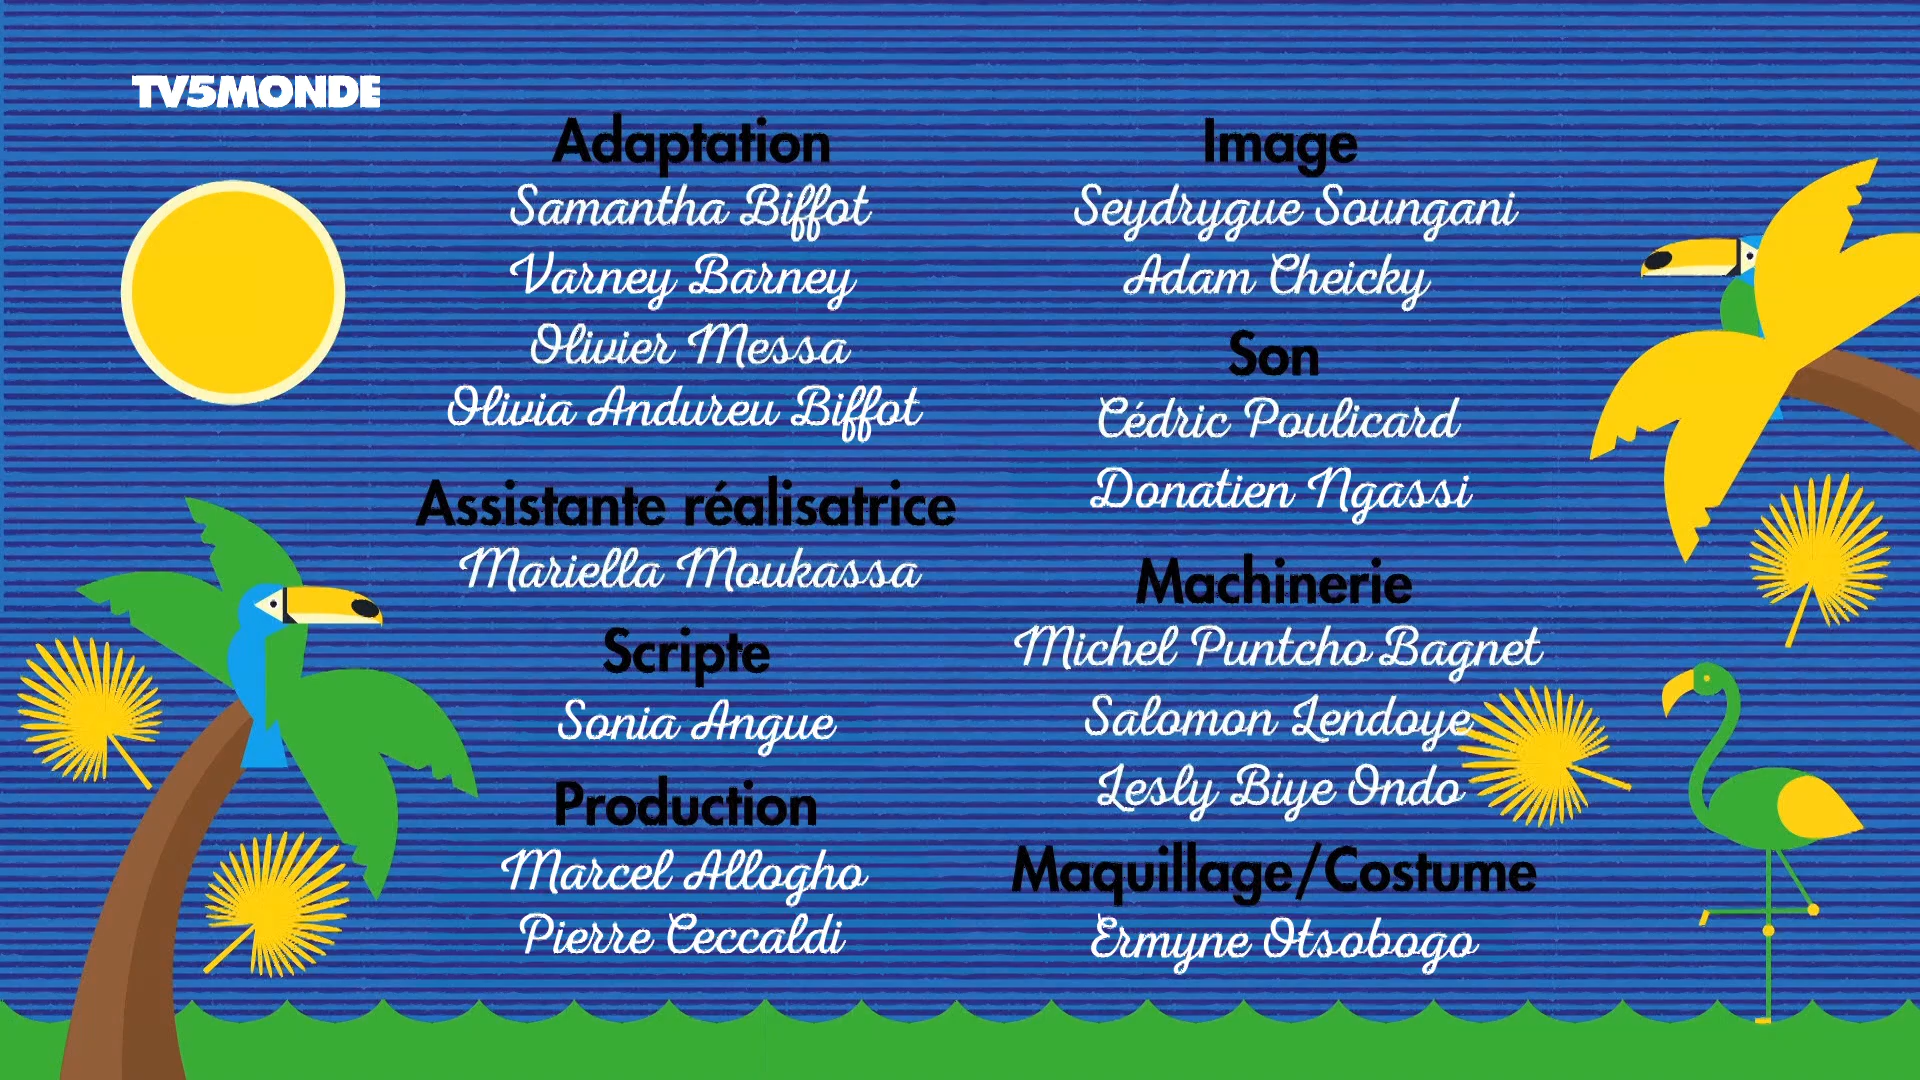 TV5MONDE
Adaptation
Samantha Biffot
Varney Barney
Olivier Messa
Olivia Andureu Biffot
Assistante réalisatrice
Mariella Moukassa
Scripte
Sonia Angue
Production
Marcel Allogho
Pierre Ceccaldi
Image
Seydrygue Soungani
Adam Cheicky
Son
Cédric Poulicard
Donatien Ngassi
Machinerie
Michel Puntcho Bagnet
Salomon Lendoye
Lesly Biye Ondo
Maquillage/Costume
Ermyne Otsobogo